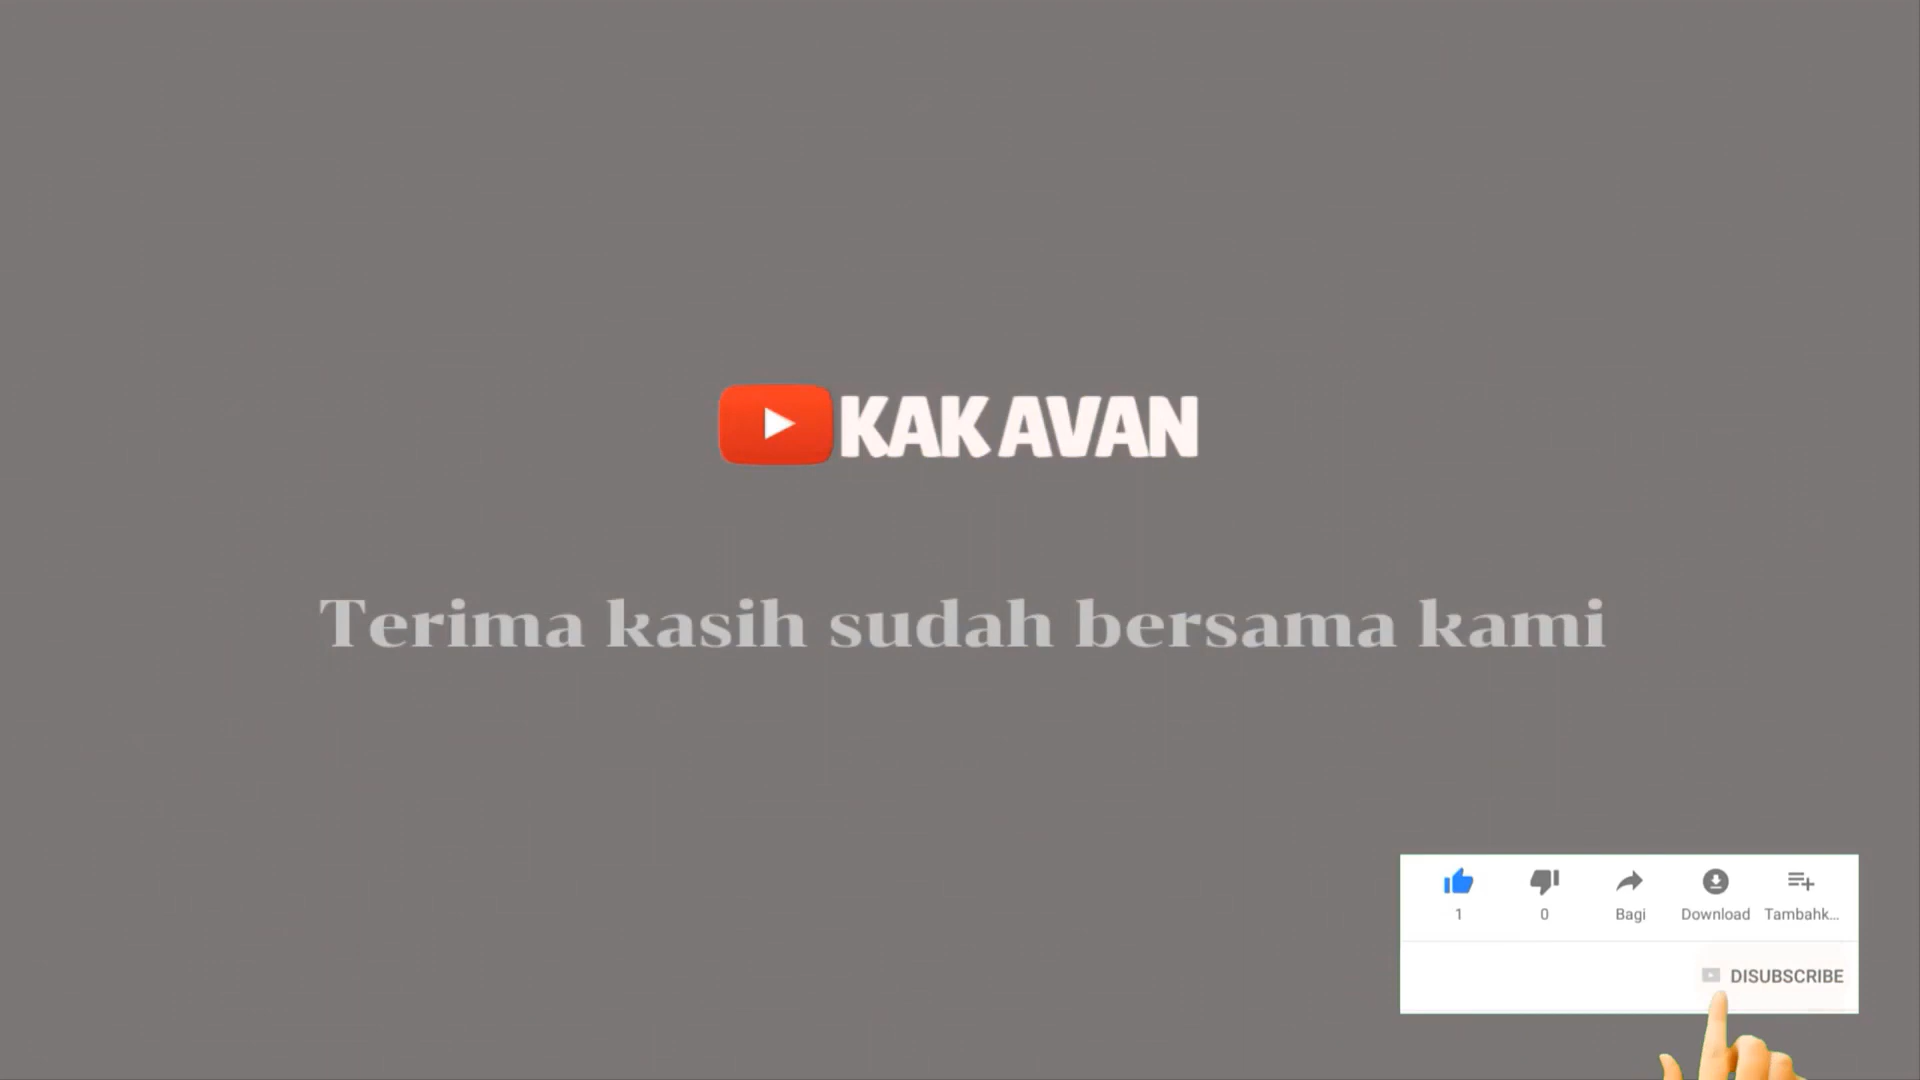 KAK AVAN
Terima kasih sudah bersama kami
1 0 Bagi Download Tambahk...
DISUBSCRIBE